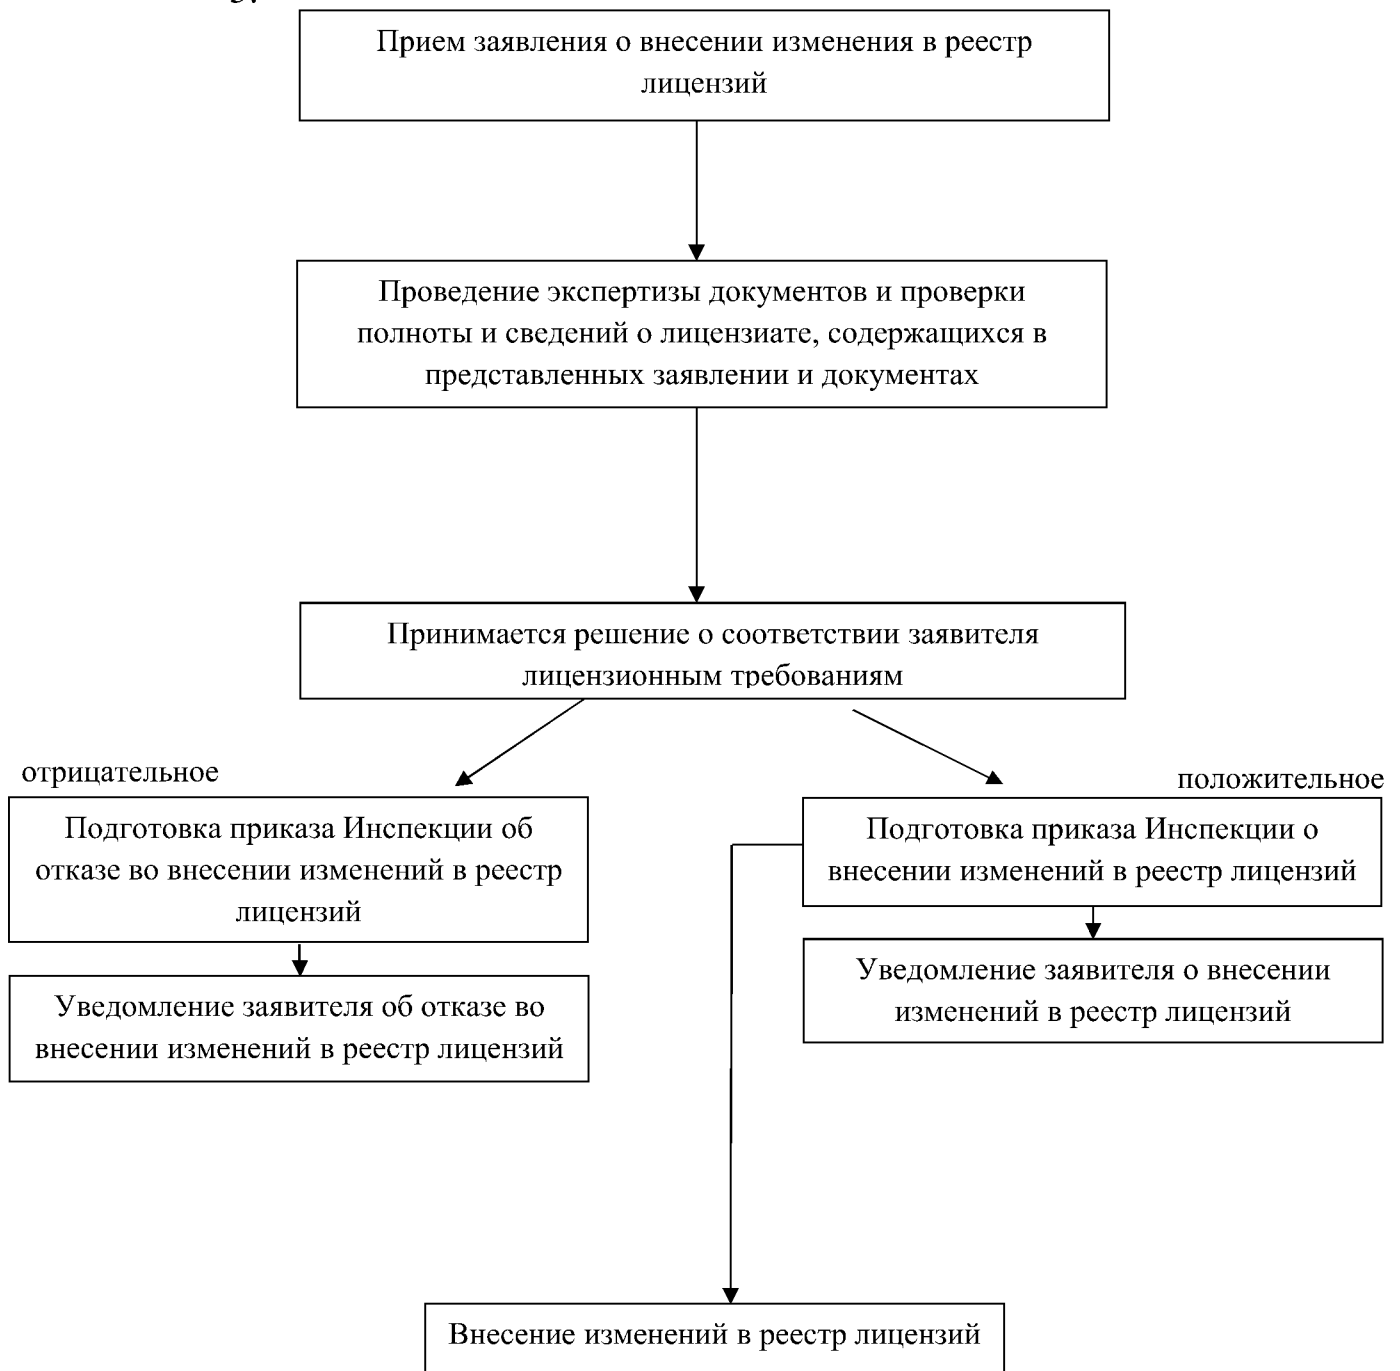 Прием заявления о внесении изменения в реестр
лицензий
Проведение экспертизы документов и проверки
полноты и сведений о лицензиате, содержащихся в
представленных заявлении и документах
Принимается решение о соответствии заявителя
лицензионным требованиям
отрицательное
положительное
Подготовка приказа Инспекции об
отказе во внесении изменений в реестр
лицензий
Подготовка приказа Инспекции о
внесении изменений в реестр лицензий
Уведомление заявителя об отказе во
внесении изменений в реестр лицензий
Уведомление заявителя о внесении
изменений в реестр лицензий
Внесение изменений в реестр лицензий